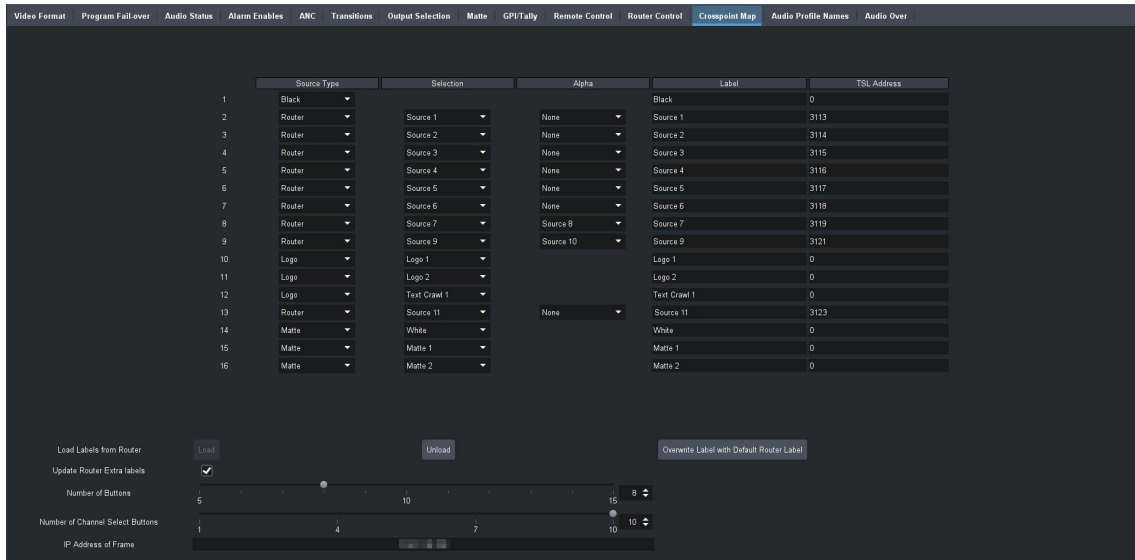 Video Format Program Fail-over Audio Status Alarm Enables ANC Transitions Output Selection Matte GPI/Tally Remote Control Router Control Crosspoint Map Audio Profile Names Audio Over
Source Type Selection Alpha Label TSL Address
1 Black Black 0
2 Router Source 1 None Source 1 3113
3 Router Source 2 None Source 2 3114
4 Router Source 3 None Source 3 3115
5 Router Source 4 None Source 4 3116
6 Router Source 5 None Source 5 3117
7 Router Source 6 None Source 6 3118
8 Router Source 7 Source 8 Source 7 3119
9 Router Source 9 Source 10 Source 9 3121
10 Logo Logo 1 Logo 1 0
11 Logo Logo 2 Logo 2 0
12 Logo Text Crawl 1 Text Crawl 1 0
13 Router Source 11 None Source 11 3123
14 Matte White White 0
15 Matte Matte 1 Matte 1 0
16 Matte Matte 2 Matte 2 0
Load Labels from Router Load Unload Overwrite Label with Default Router Label
Update Router Extra labels
Number of Buttons 8
5 10 15
Number of Channel Select Buttons 10
1 4 7 10
IP Address of Frame